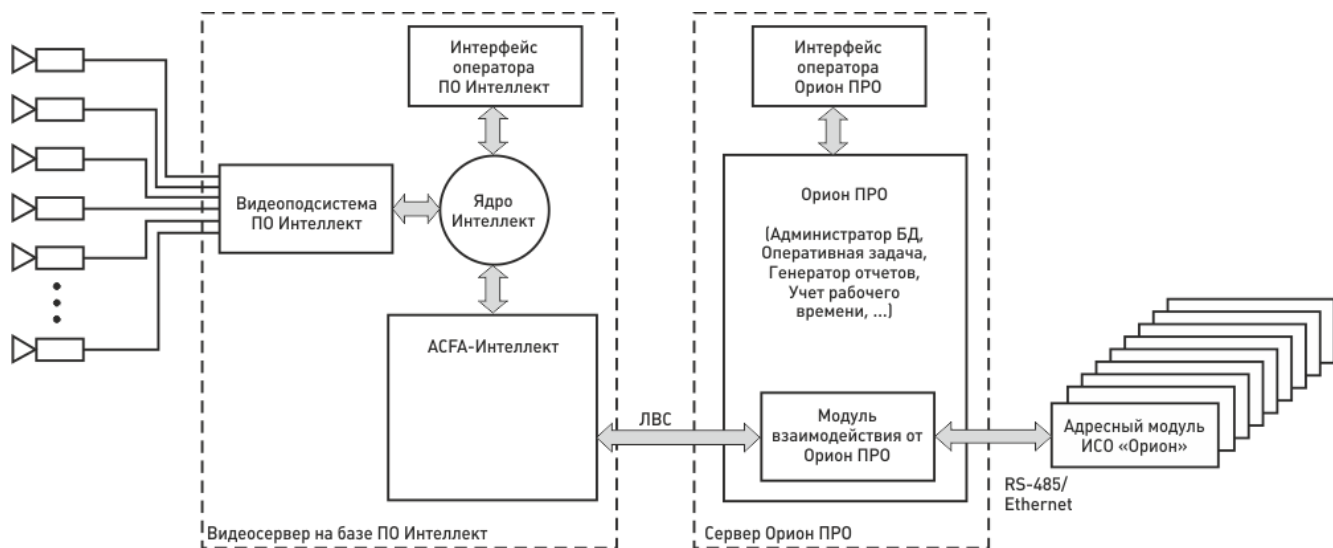 Интерфейс
оператора
ПО Интеллект
Видеоподсистема
ПО Интеллект
Ядро
Интеллект
ACFA-Интеллект
Видеосервер на базе ПО Интеллект
ЛВС
Интерфейс
оператора
Орион ПРО
Орион ПРО
(Администратор БД,
Оперативная задача,
Генератор отчетов,
Учет рабочего
времени, ...)
Модуль
взаимодействия от
Орион ПРО
Сервер Орион ПРО
RS-485/
Ethernet
Адресный модуль
ИСО «Орион»